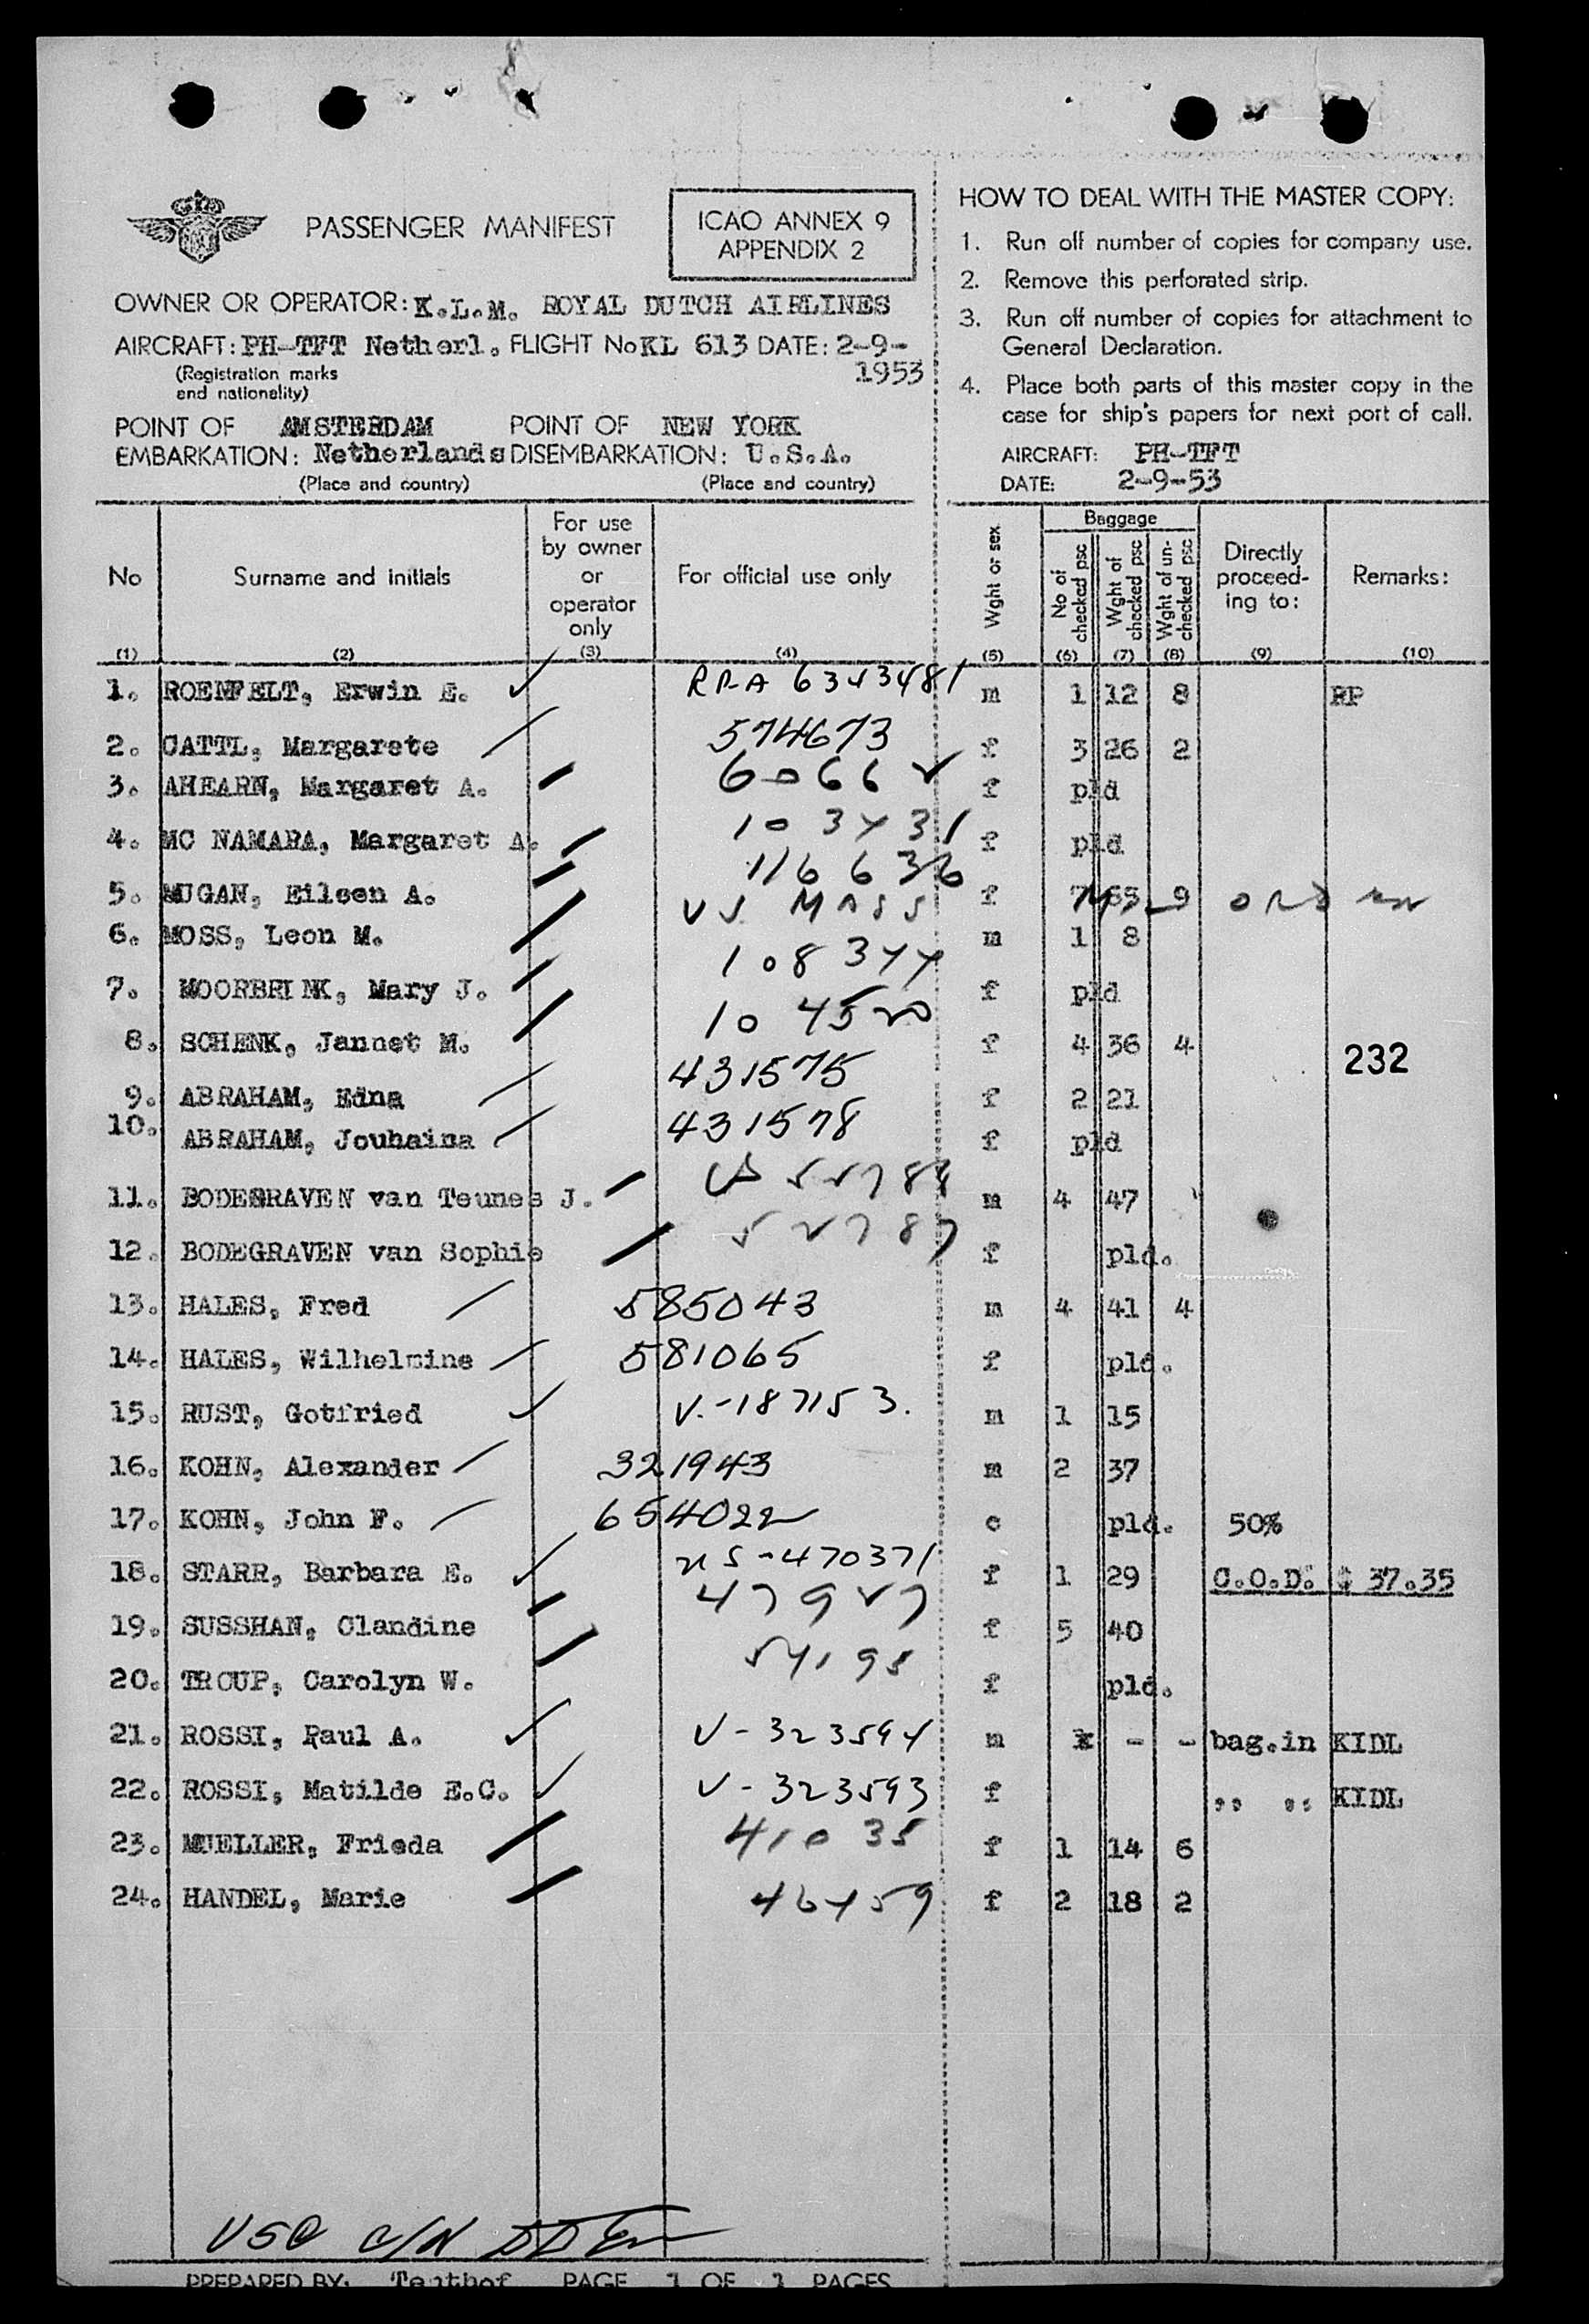 PASSENGER MANIFEST
ICAO ANNEX 9
APPENDIX 2
OWNER OR OPERATOR: K.L.M. ROYAL DUTCH AIRLINES
AIRCRAFT: PH-TFT Netherl. FLIGHT No KL 613 DATE: 2-9-
1953
(Registration marks
and nationality)
POINT OF AMSTERDAM POINT OF NEW YORK
EMBARKATION: Netherlands DISEMBARKATION: U.S.A.
(Place and country) (Place and country)
HOW TO DEAL WITH THE MASTER COPY:
1. Run off number of copies for company use.
2. Remove this perforated strip.
3. Run off number of copies for attachment to
General Declaration.
4. Place both parts of this master copy in the
case for ship's papers for next port of call.
AIRCRAFT: PH-TFT
DATE: 2-9-53
No
(1)
Surname and initials
(2)
For use
by owner
or
operator
only
(3)
For official use only
(4)
Wght or sex
(5)
Baggage
No of
checked psc
(6)
Wght of
checked psc
(7)
Wght of un-
checked psc
(8)
Directly
proceed-
ing to:
(9)
Remarks:
(10)
1. ROENFELT, Erwin E. m 1 12 8 RP
2. CATTL, Margarete 574673 f 3 26 2
3. AHEARN, Margaret A. 6066 f pld
4. MC NAMARA, Margaret A. f pld
5. MUGAN, Eileen A. 116636 f 9
6. MOSS, Leon M. US MASS m 1 8
7. MOORBRINK, Mary J. f pld
8. SCHENK, Jannet M. f 4 36 4
232
9. ABRAHAM, Edna 431575 f 2 21
10. ABRAHAM, Jouhaina 431578 f pld
11. BODEGRAVEN van Teunes J. m 4 47
12. BODEGRAVEN van Sophie f pld.
13. HALES, Fred 585043 m 4 41 4
14. HALES, Wilhelmine 581065 f pld.
15. RUST, Gotfried V.-187153. m 1 15
16. KOHN, Alexander 321943 m 2 37
17. KOHN, John F. 654022 c pld. 50%
18. STARR, Barbara E. US-470371 f 1 29 C.O.D. $ 37.35
19. SUSSHAN, Clandine f 5 40
20. TROUP, Carolyn W. f pld.
21. ROSSI, Paul A. V-323594 m - - bag.in KIDL
22. ROSSI, Matilde E.C. V-323593 f ,, ,, KIDL
23. MUELLER, Frieda 41035 f 1 14 6
24. HANDEL, Marie f 2 18 2
PREPARED BY: PAGE 1 OF 1 PAGES